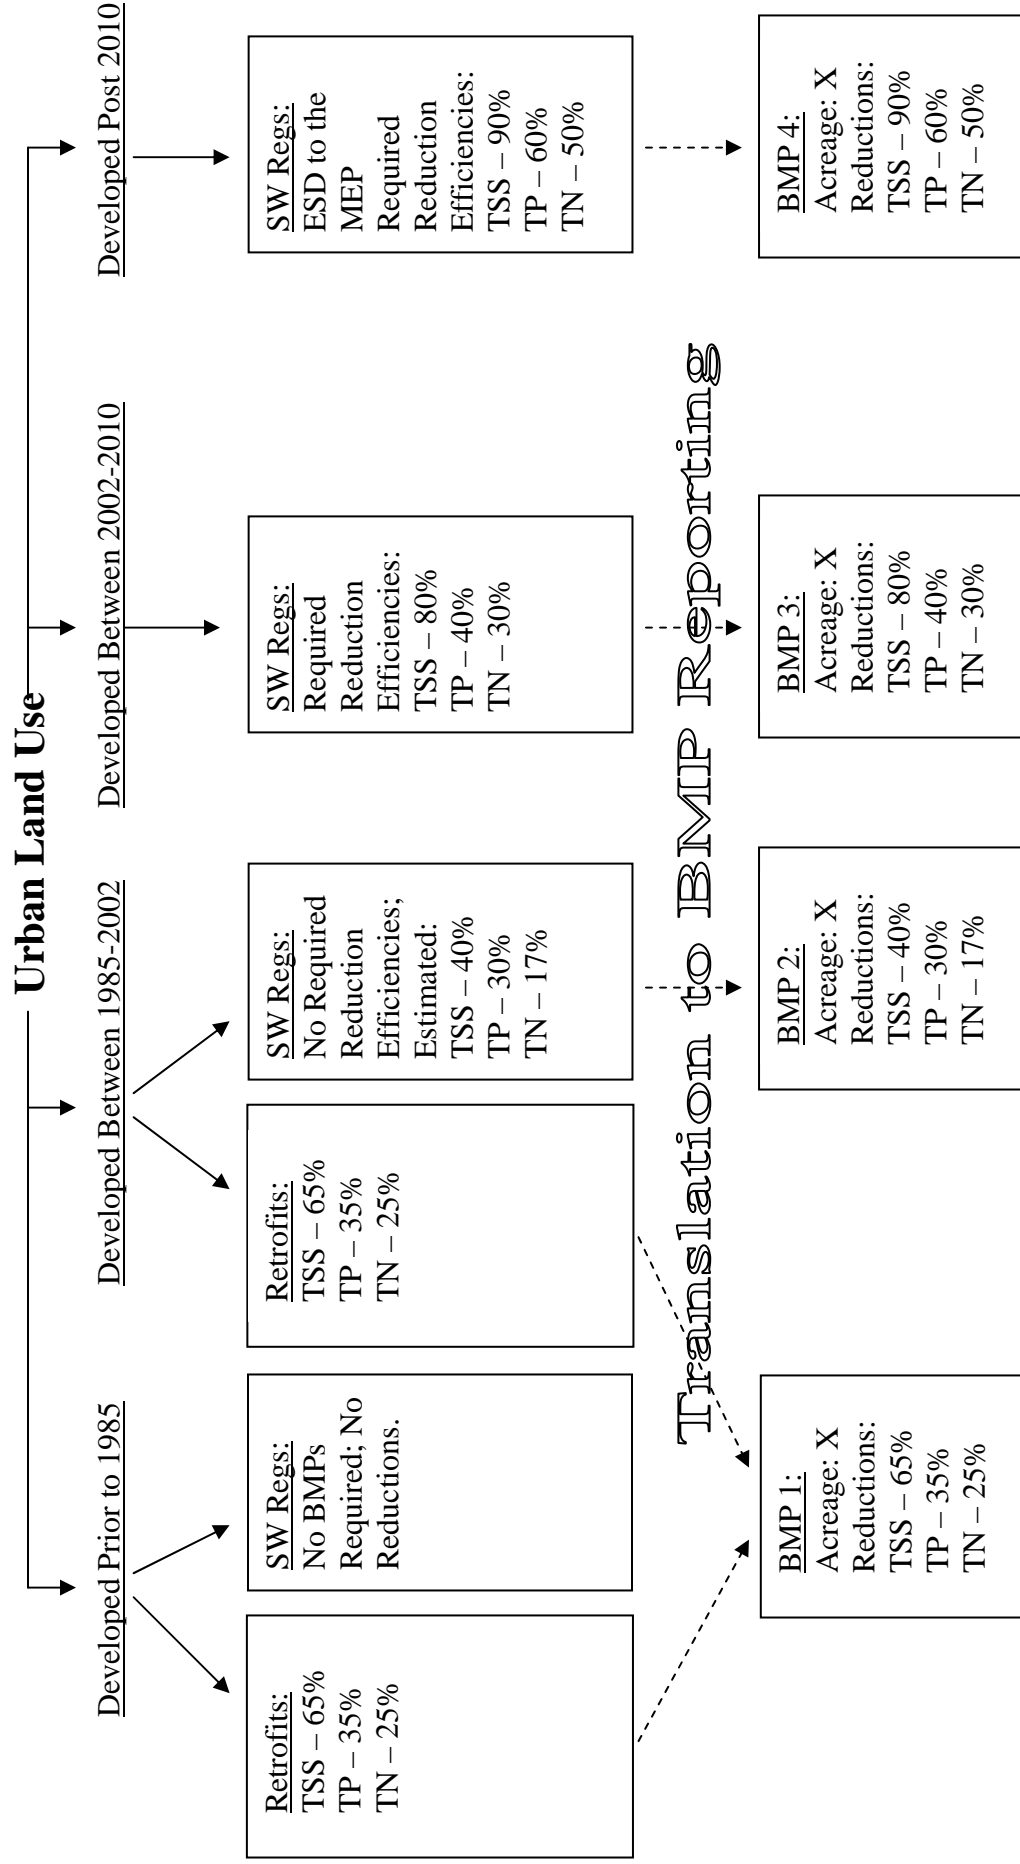 Urban Land Use
Developed Prior to 1985
Developed Between 1985-2002
Developed Between 2002-2010
Developed Post 2010
Retrofits:
TSS – 65%
TP – 35%
TN – 25%
SW Regs:
No BMPs
Required; No
Reductions.
Retrofits:
TSS – 65%
TP – 35%
TN – 25%
SW Regs:
No Required
Reduction
Efficiencies;
Estimated:
TSS – 40%
TP – 30%
TN – 17%
SW Regs:
Required
Reduction
Efficiencies:
TSS – 80%
TP – 40%
TN – 30%
SW Regs:
ESD to the
MEP
Required
Reduction
Efficiencies:
TSS – 90%
TP – 60%
TN – 50%
Translation to BMP Reporting
BMP 1:
Acreage: X
Reductions:
TSS – 65%
TP – 35%
TN – 25%
BMP 2:
Acreage: X
Reductions:
TSS – 40%
TP – 30%
TN – 17%
BMP 3:
Acreage: X
Reductions:
TSS – 80%
TP – 40%
TN – 30%
BMP 4:
Acreage: X
Reductions:
TSS – 90%
TP – 60%
TN – 50%